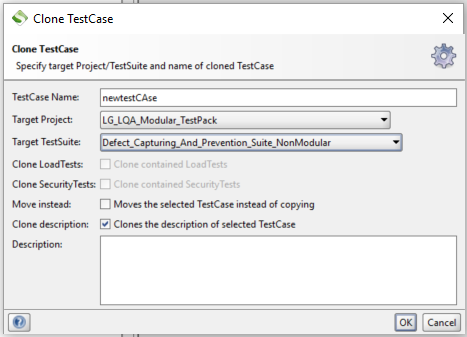 Clone TestCase
Clone TestCase
Specify target Project/TestSuite and name of cloned TestCase
TestCase Name: newtestCAse
Target Project: LG_LQA_Modular_TestPack
Target TestSuite: Defect_Capturing_And_Prevention_Suite_NonModular
Clone LoadTests: Clone contained LoadTests
Clone SecurityTests: Clone contained SecurityTests
Move instead: Moves the selected TestCase instead of copying
Clone description: Clones the description of selected TestCase
Description:
? OK Cancel